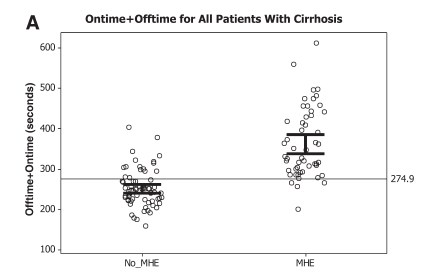 A
Ontime+Offtime for All Patients With Cirrhosis
Offtime+Ontime (seconds)
600
500
400
300
200
100
274.9
No_MHE
MHE